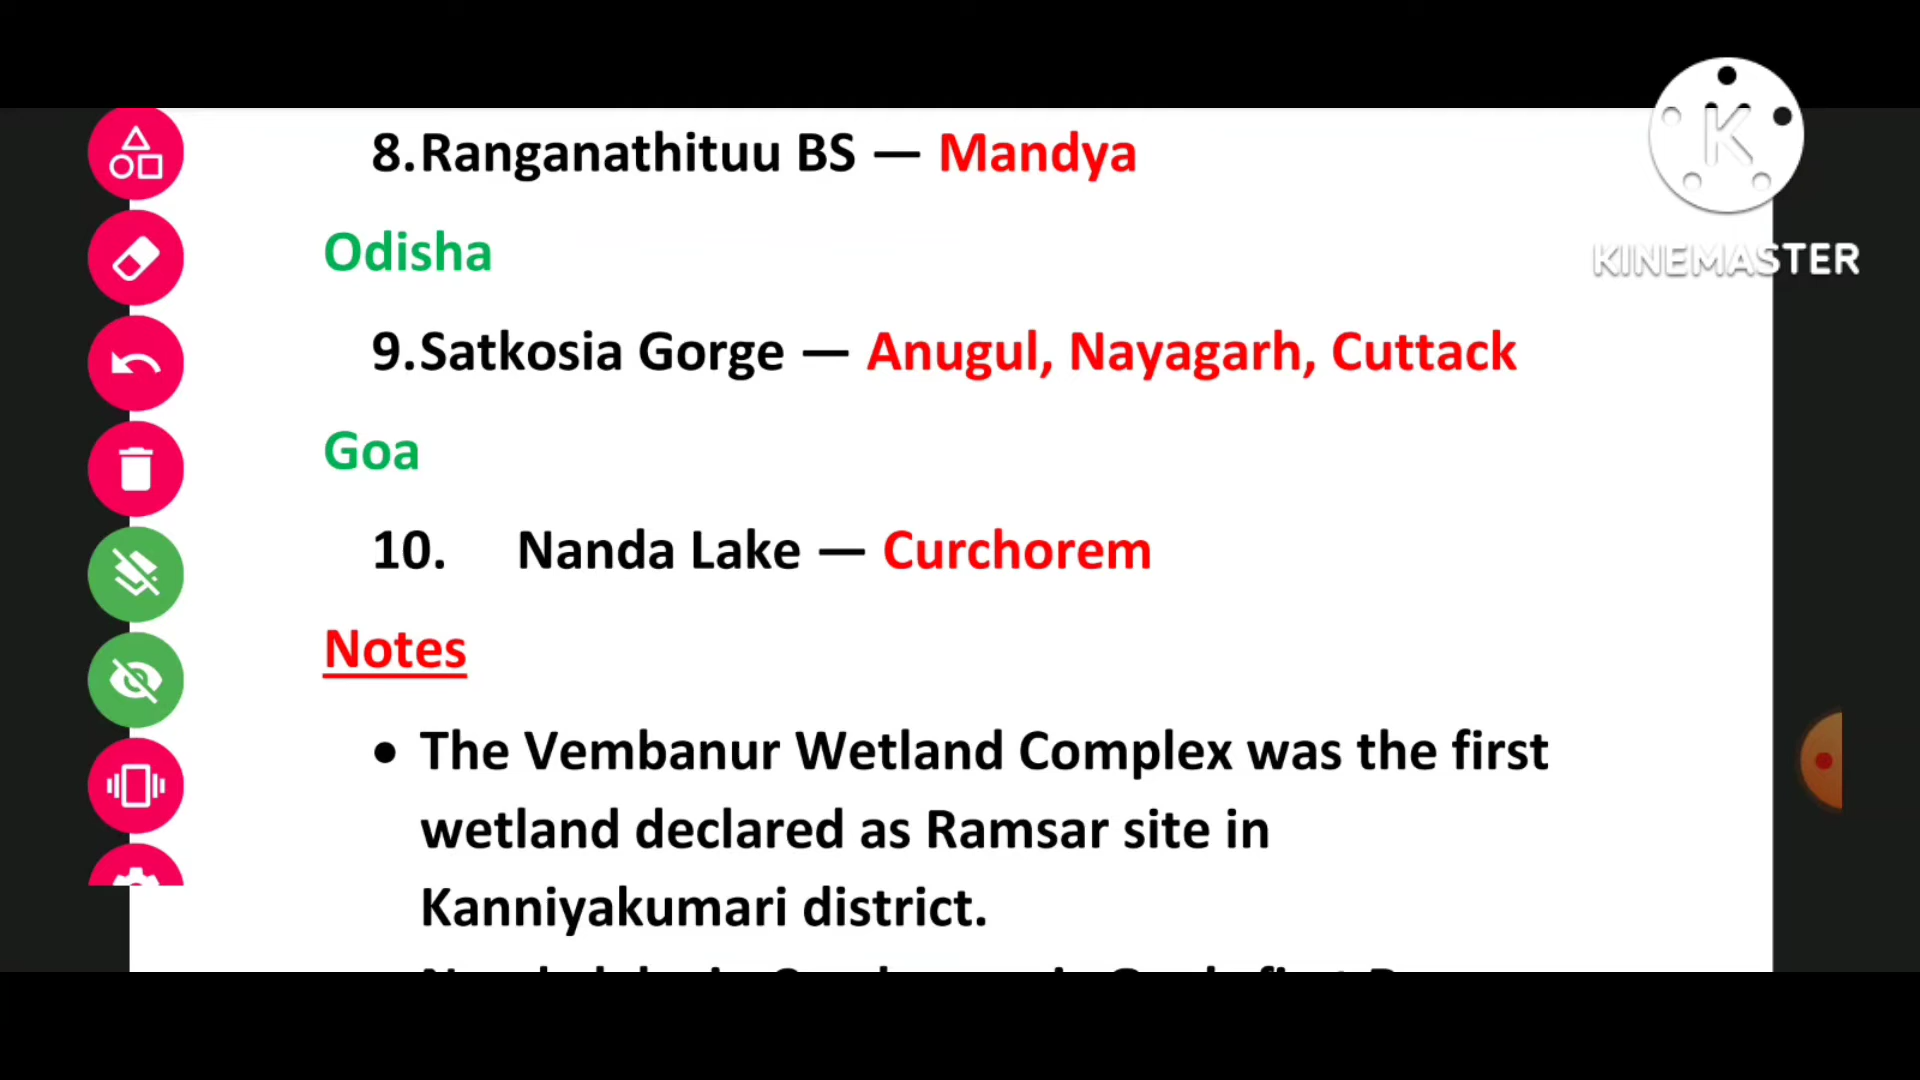 8.Ranganathituu BS — Mandya
K
KINEMASTER
Odisha
9.Satkosia Gorge — Anugul, Nayagarh, Cuttack
Goa
10. Nanda Lake — Curchorem
Notes
• The Vembanur Wetland Complex was the first
wetland declared as Ramsar site in
Kanniyakumari district.